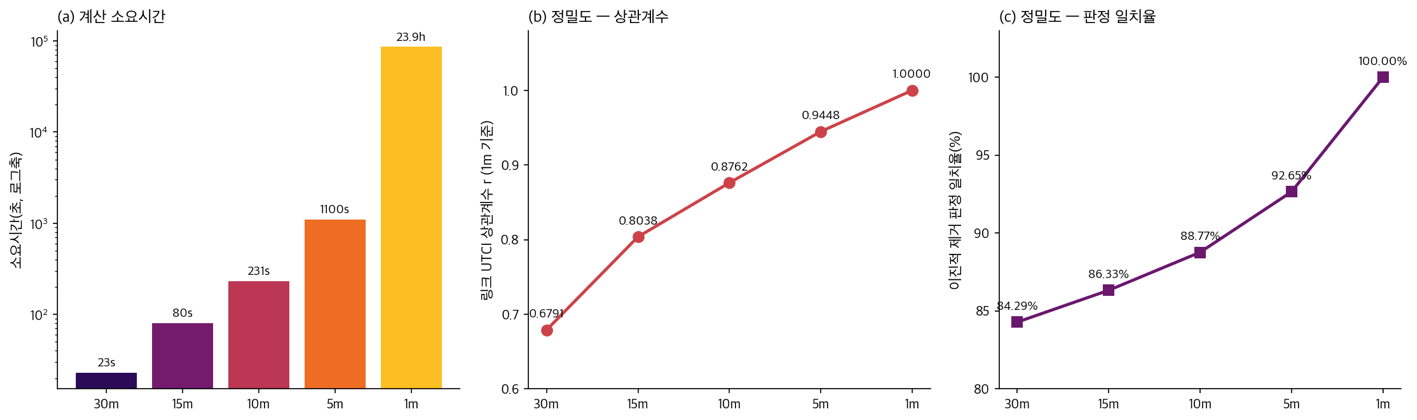 (a) 계산 소요시간
소요시간(초, 로그축)
10⁵
10⁴
10³
10²
23s
80s
231s
1100s
23.9h
30m
15m
10m
5m
1m
(b) 정밀도 — 상관계수
링크 UTCI 상관계수 r (1m 기준)
1.0
0.9
0.8
0.7
0.6
0.6791
0.8038
0.8762
0.9448
1.0000
30m
15m
10m
5m
1m
(c) 정밀도 — 판정 일치율
이진적 제거 판정 일치율(%)
100
95
90
85
80
84.29%
86.33%
88.77%
92.65%
100.00%
30m
15m
10m
5m
1m